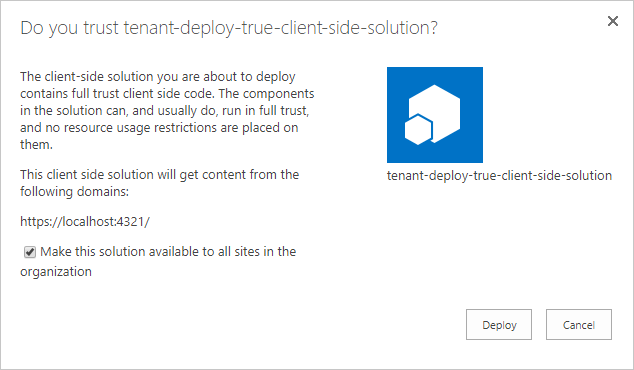 Do you trust tenant-deploy-true-client-side-solution?
The client-side solution you are about to deploy
contains full trust client side code. The components
in the solution can, and usually do, run in full trust,
and no resource usage restrictions are placed on
them.
This client side solution will get content from the
following domains:
https://localhost:4321/
Make this solution available to all sites in the
organization
tenant-deploy-true-client-side-solution
Deploy
Cancel